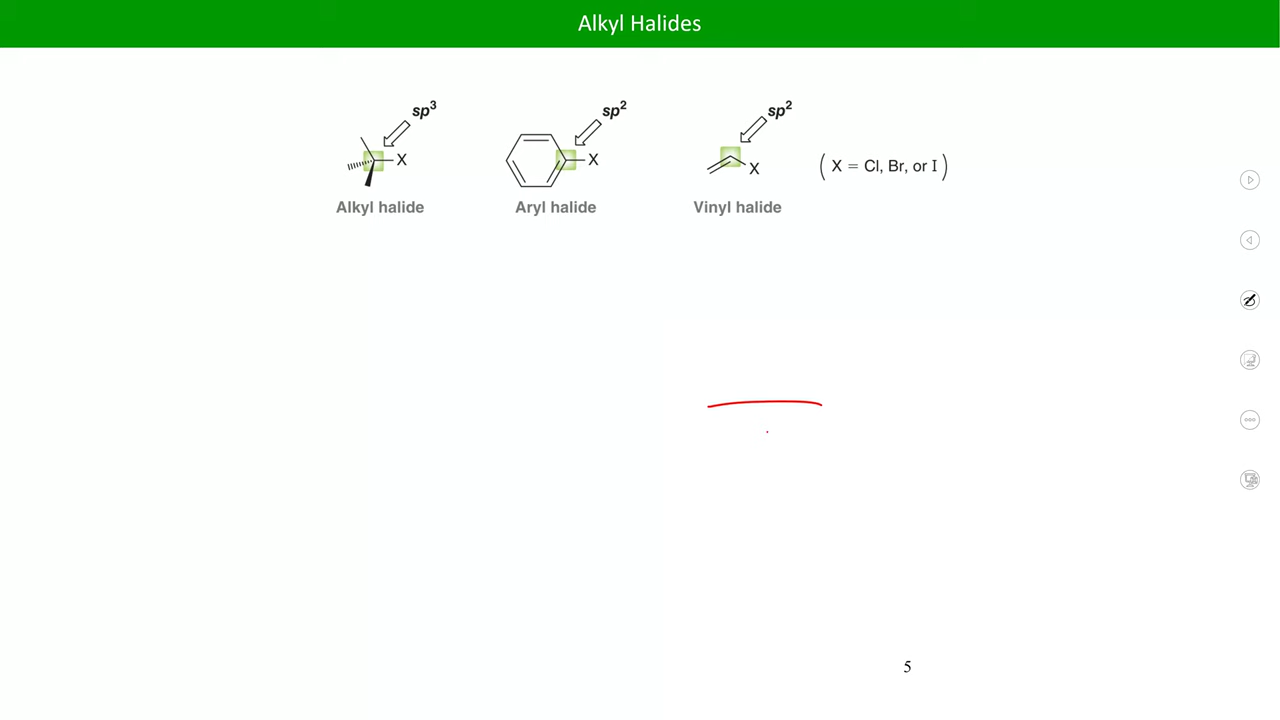 Alkyl Halides
sp³ sp² sp²
X X X ( X = Cl, Br, or I )
Alkyl halide Aryl halide Vinyl halide
5